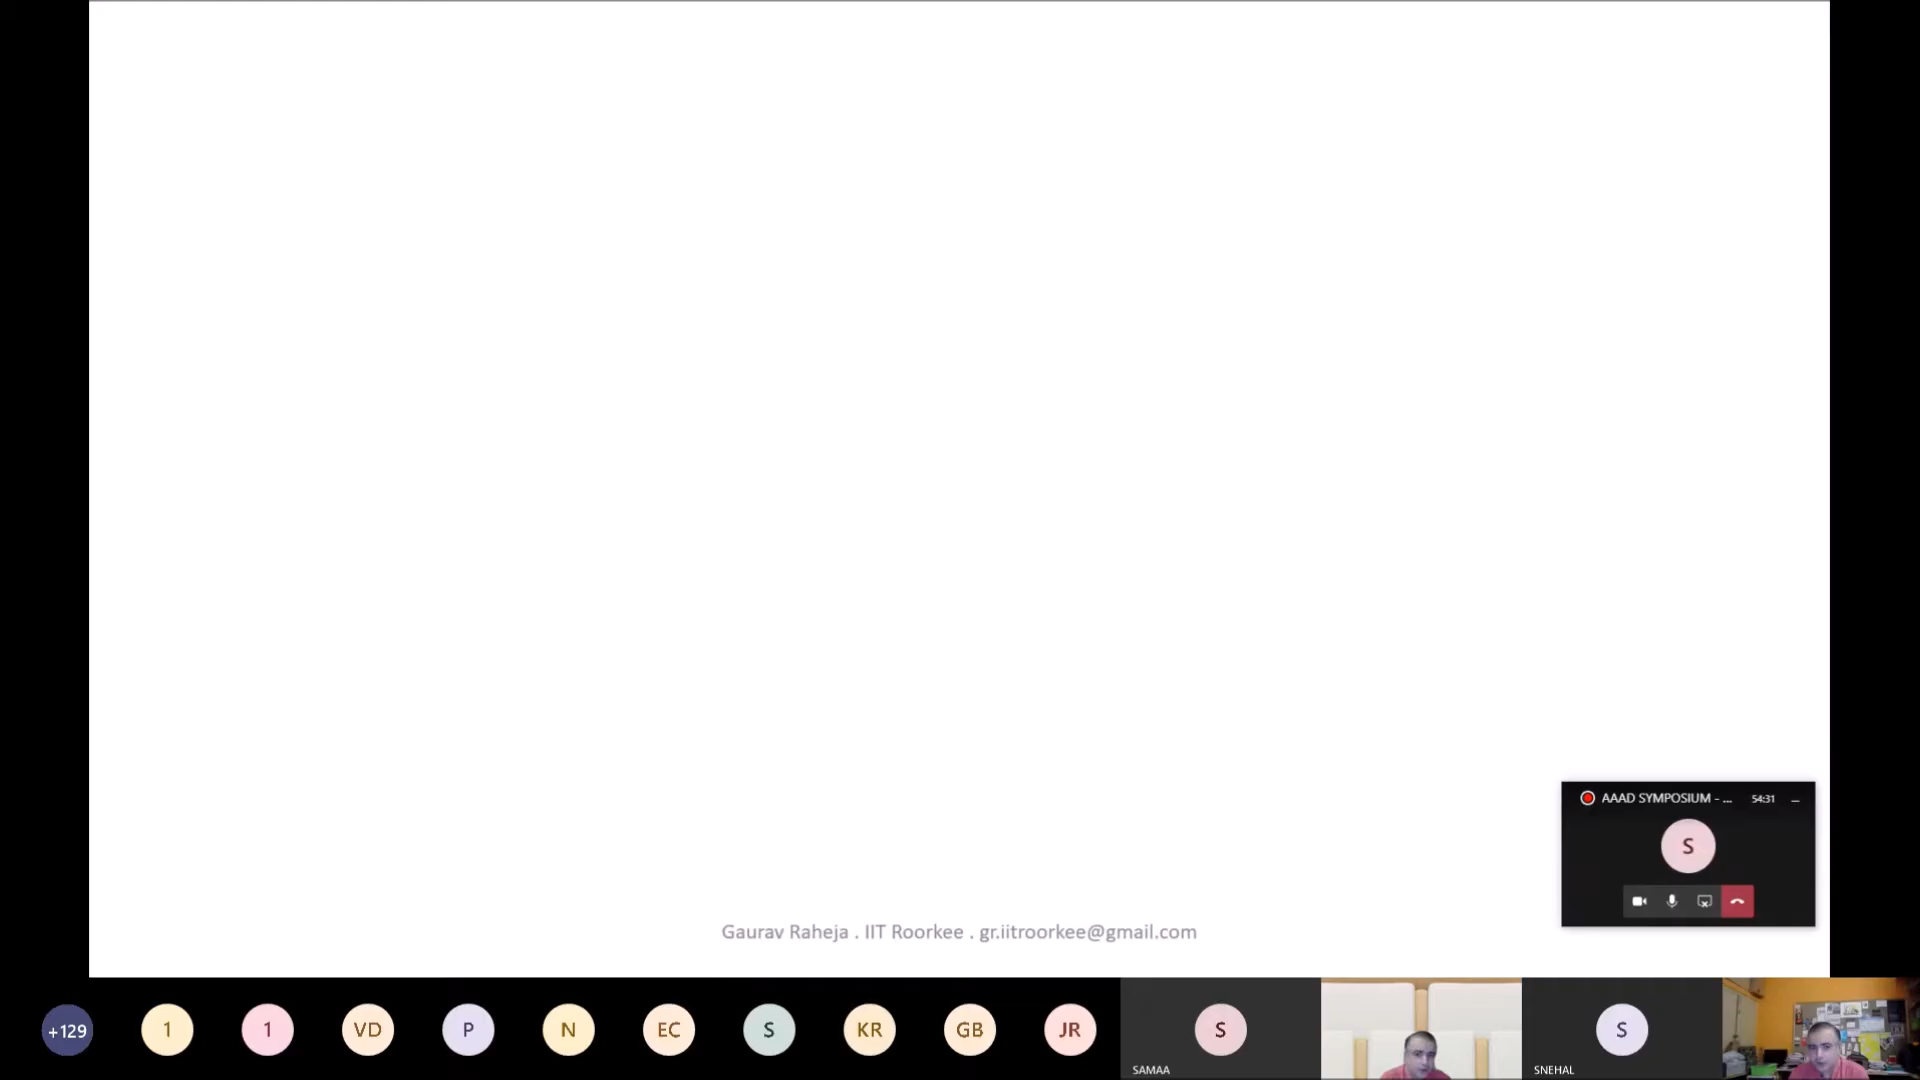 AAAD SYMPOSIUM - ... 54:31
S
Gaurav Raheja . IIT Roorkee . gr.iitroorkee@gmail.com
+129 1 1 VD P N EC S KR GB JR S S
SAMAA SNEHAL